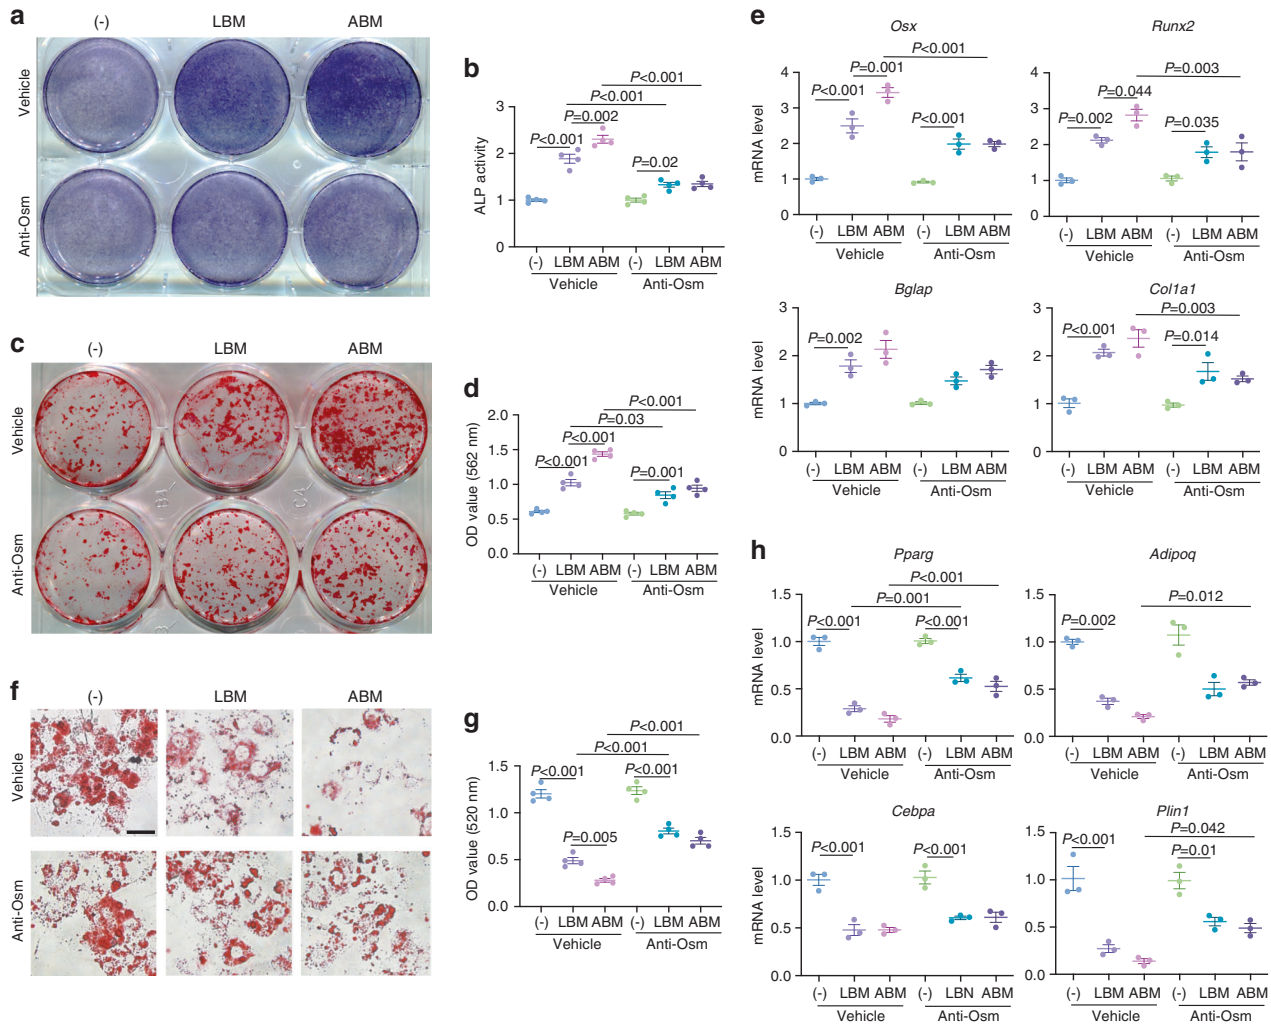 a
(-) LBM ABM
Vehicle
Anti-Osm
b
ALP activity
3
2
1
0
P<0.001
P<0.001
P=0.002
P<0.001
P=0.02
(-) LBM ABM (-) LBM ABM
Vehicle Anti-Osm
c
(-) LBM ABM
Vehicle
Anti-Osm
d
OD value (562 nm)
2.0
1.5
1.0
0.5
0.0
P<0.001
P=0.03
P<0.001
P<0.001
P=0.001
(-) LBM ABM (-) LBM ABM
Vehicle Anti-Osm
e
Osx
mRNA level
4
3
2
1
0
P<0.001
P=0.001
P<0.001
P<0.001
(-) LBM ABM (-) LBM ABM
Vehicle Anti-Osm
Runx2
4
3
2
1
0
P=0.003
P=0.044
P=0.002
P=0.035
(-) LBM ABM (-) LBM ABM
Vehicle Anti-Osm
Bglap
mRNA level
3
2
1
0
P=0.002
(-) LBM ABM (-) LBM ABM
Vehicle Anti-Osm
Col1a1
3
2
1
0
P=0.003
P<0.001
P=0.014
(-) LBM ABM (-) LBM ABM
Vehicle Anti-Osm
f
(-) LBM ABM
Vehicle
Anti-Osm
g
OD value (520 nm)
1.5
1.0
0.5
0.0
P<0.001
P<0.001
P<0.001
P<0.001
P=0.005
(-) LBM ABM (-) LBM ABM
Vehicle Anti-Osm
h
Pparg
mRNA level
1.5
1.0
0.5
0.0
P<0.001
P=0.001
P<0.001
P<0.001
(-) LBM ABM (-) LBM ABM
Vehicle Anti-Osm
Adipoq
1.5
1.0
0.5
0.0
P=0.012
P=0.002
(-) LBM ABM (-) LBM ABM
Vehicle Anti-Osm
Cebpa
mRNA level
1.5
1.0
0.5
0.0
P<0.001
P<0.001
(-) LBM ABM (-) LBN ABM
Vehicle Anti-Osm
Plin1
1.5
1.0
0.5
0.0
P=0.042
P<0.001
P=0.01
(-) LBM ABM (-) LBM ABM
Vehicle Anti-Osm